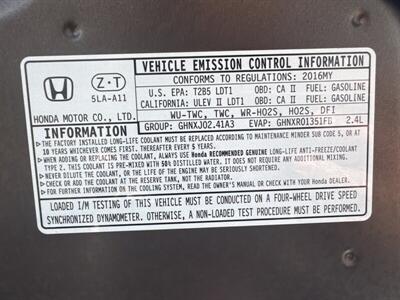 VEHICLE EMISSION CONTROL INFORMATION
CONFORMS TO REGULATIONS: 2016MY
Z·T
5LA-A11
U.S. EPA: T2B5 LDT1 OBD: CA II FUEL: GASOLINE
CALIFORNIA: ULEV II LDT1 OBD: CA II FUEL: GASOLINE
HONDA MOTOR CO., LTD.
WU-TWC, TWC, WR-HO2S, HO2S, DFI
GROUP: GHNXJ02.41A3 EVAP: GHNXR01351FB 2.4L
INFORMATION
▶THE FACTORY INSTALLED LONG-LIFE COOLANT MUST BE REPLACED ACCORDING TO MAINTENANCE MINDER SUB CODE 5, OR AT
10 YEARS WHICHEVER COMES FIRST. THEREAFTER EVERY 5 YEARS.
▶WHEN ADDING OR REPLACING THE COOLANT, ALWAYS USE Honda RECOMMENDED GENUINE LONG-LIFE ANTI-FREEZE/COOLANT
TYPE 2. THIS COOLANT IS PRE-MIXED WITH 50% DISTILLED WATER. IT DOES NOT REQUIRE ANY ADDITIONAL MIXING.
▶NEVER DILUTE THE COOLANT, OR THE LIFE OF THE ENGINE MAY BE SERIOUSLY SHORTENED.
▶CHECK OR ADD THE COOLANT AT THE RESERVE TANK, NOT THE RADIATOR.
▶FOR FURTHER INFORMATION ON THE COOLING SYSTEM, READ THE OWNER'S MANUAL OR CHECK WITH Honda DEALER.
LOADED I/M TESTING OF THIS VEHICLE MUST BE CONDUCTED ON A FOUR-WHEEL DRIVE SPEED
SYNCHRONIZED DYNAMOMETER. OTHERWISE, A NON-LOADED TEST PROCEDURE MUST BE PERFORMED.